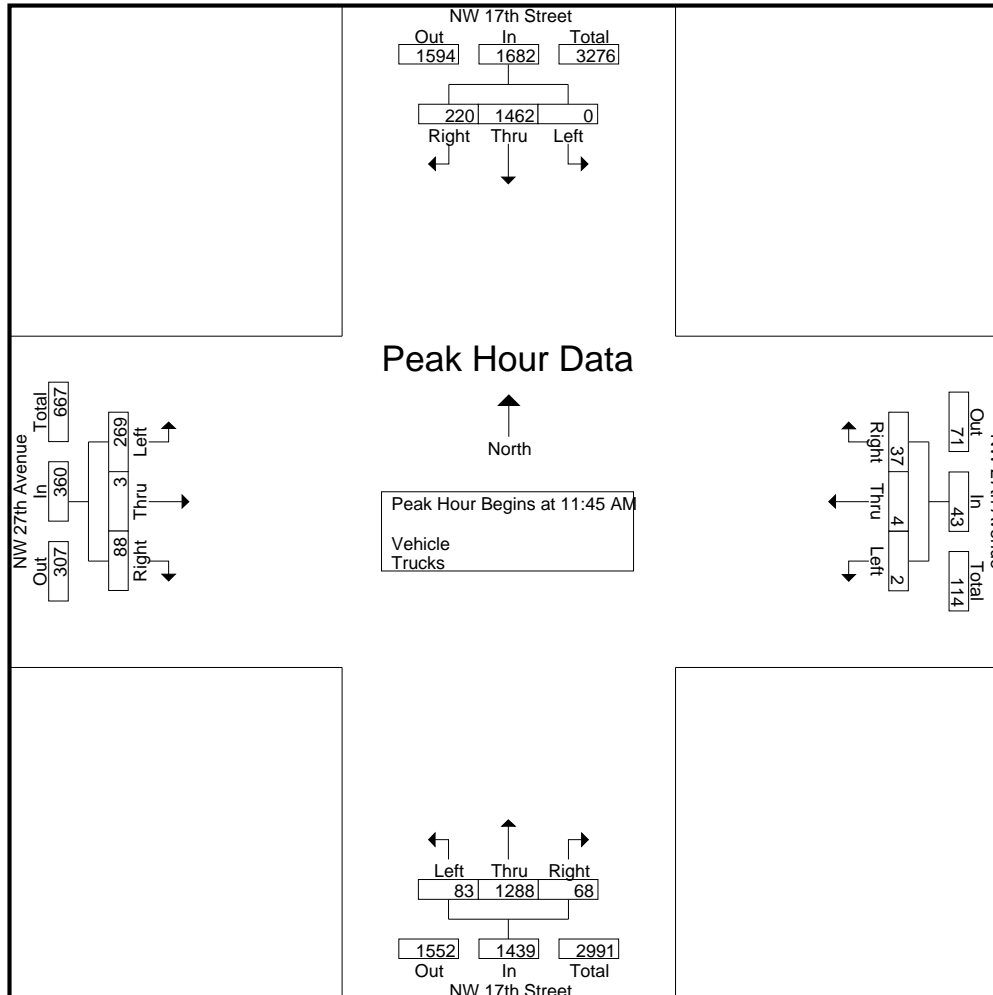 NW 17th Street
Out In Total
1594 1682 3276
220 1462 0
Right Thru Left
Peak Hour Data
North
Peak Hour Begins at 11:45 AM
Vehicle
Trucks
NW 27th Avenue
Total In Out
667 360 307
269 3 88
Left Thru Right
Right Thru Left
37 4 2
71 43 114
Out In Total
Left Thru Right
83 1288 68
1552 1439 2991
Out In Total
NW 17th Street